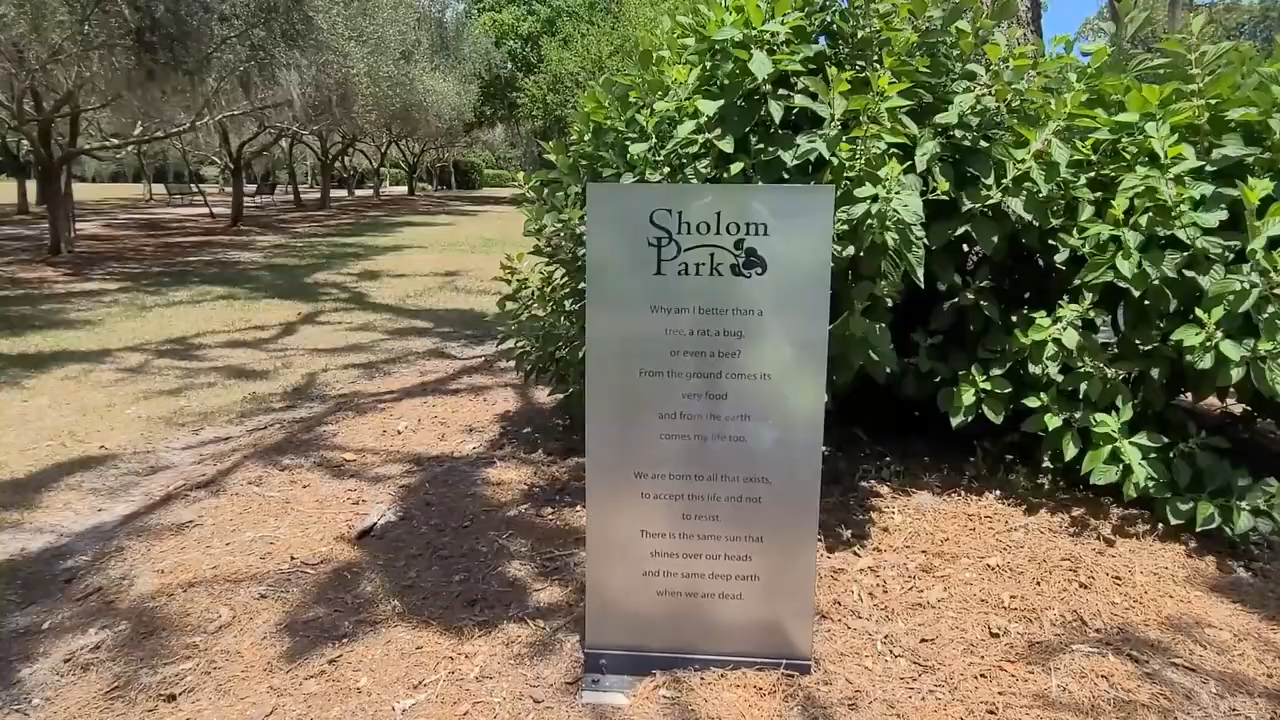 Sholom
Park
Why am I better than a
tree, a rat, a bug,
or even a bee?
From the ground comes its
very food
and from the earth
comes my life too.
We are born to all that exists,
to accept this life and not
to resist.
There is the same sun that
shines over our heads
and the same deep earth
when we are dead.